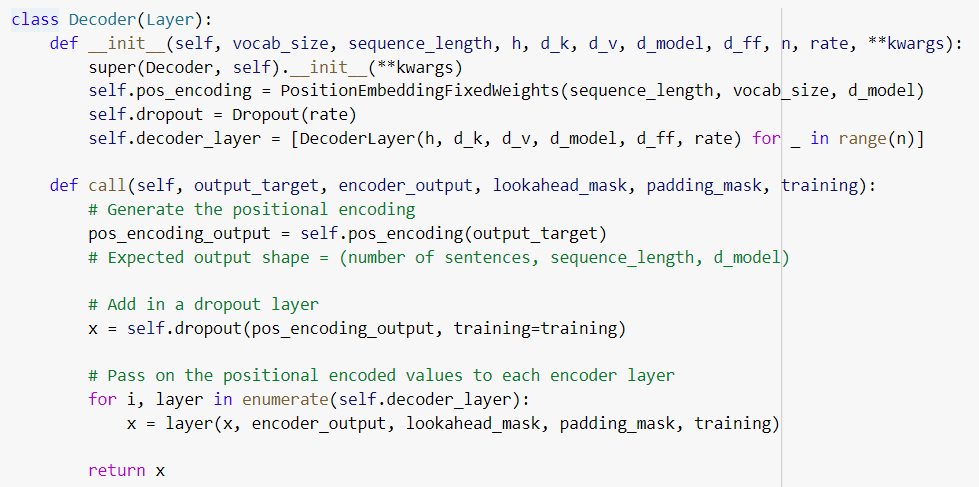 class Decoder(Layer):
    def __init__(self, vocab_size, sequence_length, h, d_k, d_v, d_model, d_ff, n, rate, **kwargs):
        super(Decoder, self).__init__(**kwargs)
        self.pos_encoding = PositionEmbeddingFixedWeights(sequence_length, vocab_size, d_model)
        self.dropout = Dropout(rate)
        self.decoder_layer = [DecoderLayer(h, d_k, d_v, d_model, d_ff, rate) for _ in range(n)]

    def call(self, output_target, encoder_output, lookahead_mask, padding_mask, training):
        # Generate the positional encoding
        pos_encoding_output = self.pos_encoding(output_target)
        # Expected output shape = (number of sentences, sequence_length, d_model)

        # Add in a dropout layer
        x = self.dropout(pos_encoding_output, training=training)

        # Pass on the positional encoded values to each encoder layer
        for i, layer in enumerate(self.decoder_layer):
            x = layer(x, encoder_output, lookahead_mask, padding_mask, training)

        return x